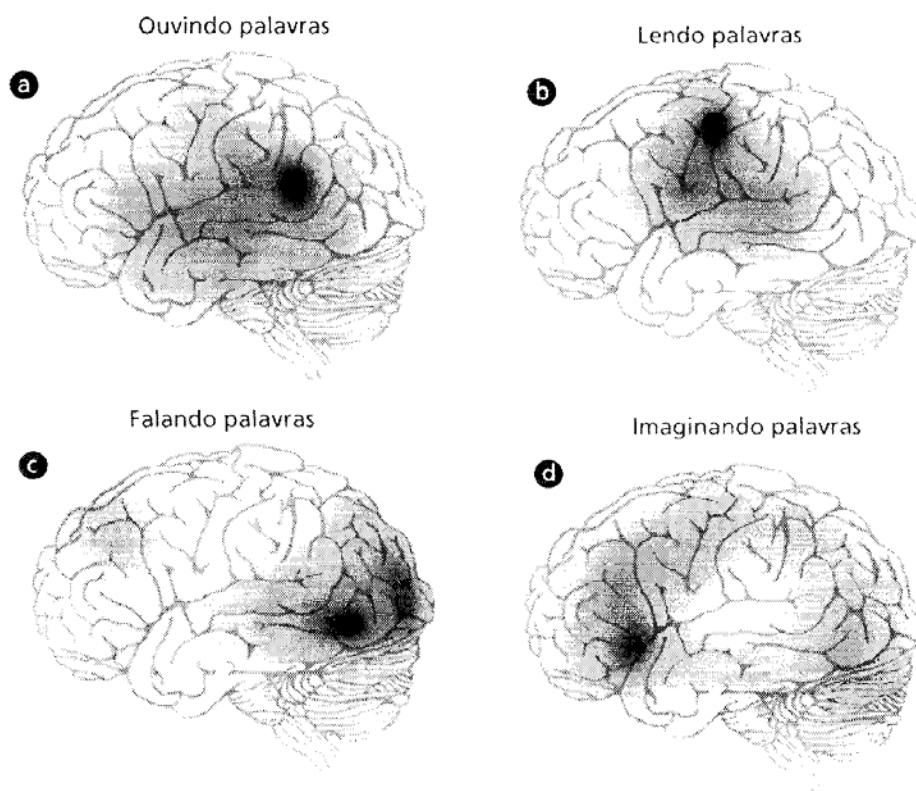 Ouvindo palavras
a
Lendo palavras
b
Falando palavras
c
Imaginando palavras
d